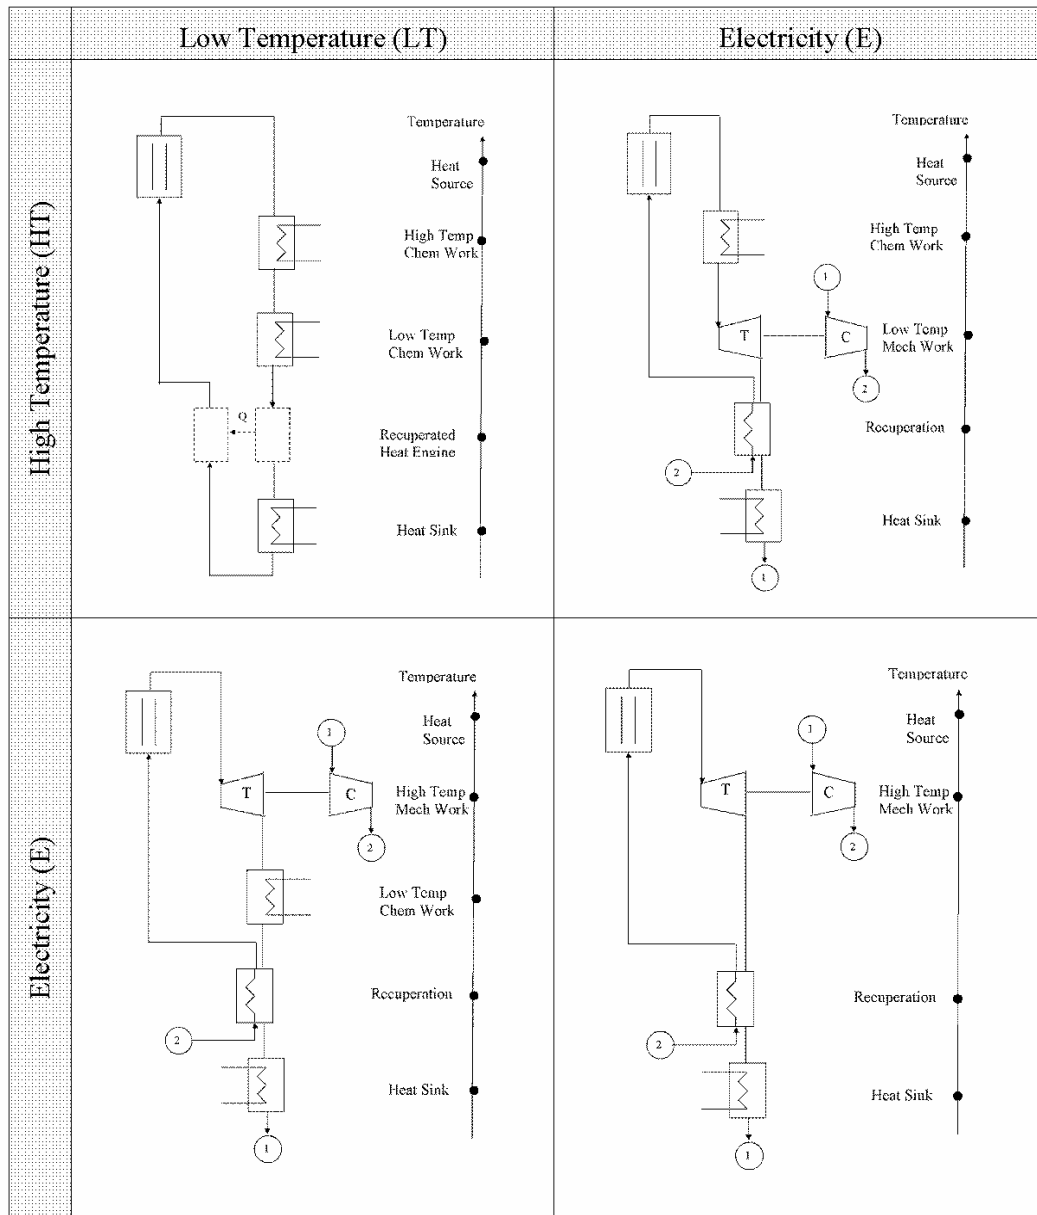 Low Temperature (LT)
Electricity (E)
High Temperature (HT)
Temperature
Heat
Source
High Temp
Chem Work
Low Temp
Chem Work
Q
Recuperated
Heat Engine
Heat Sink
Temperature
Heat
Source
High Temp
Chem Work
1
T
C
Low Temp
Mech Work
2
Recuperation
2
Heat Sink
1
Electricity (E)
Temperature
Heat
Source
1
T
C
High Temp
Mech Work
2
Low Temp
Chem Work
Recuperation
2
Heat Sink
1
Temperature
Heat
Source
1
T
C
High Temp
Mech Work
2
Recuperation
2
Heat Sink
1